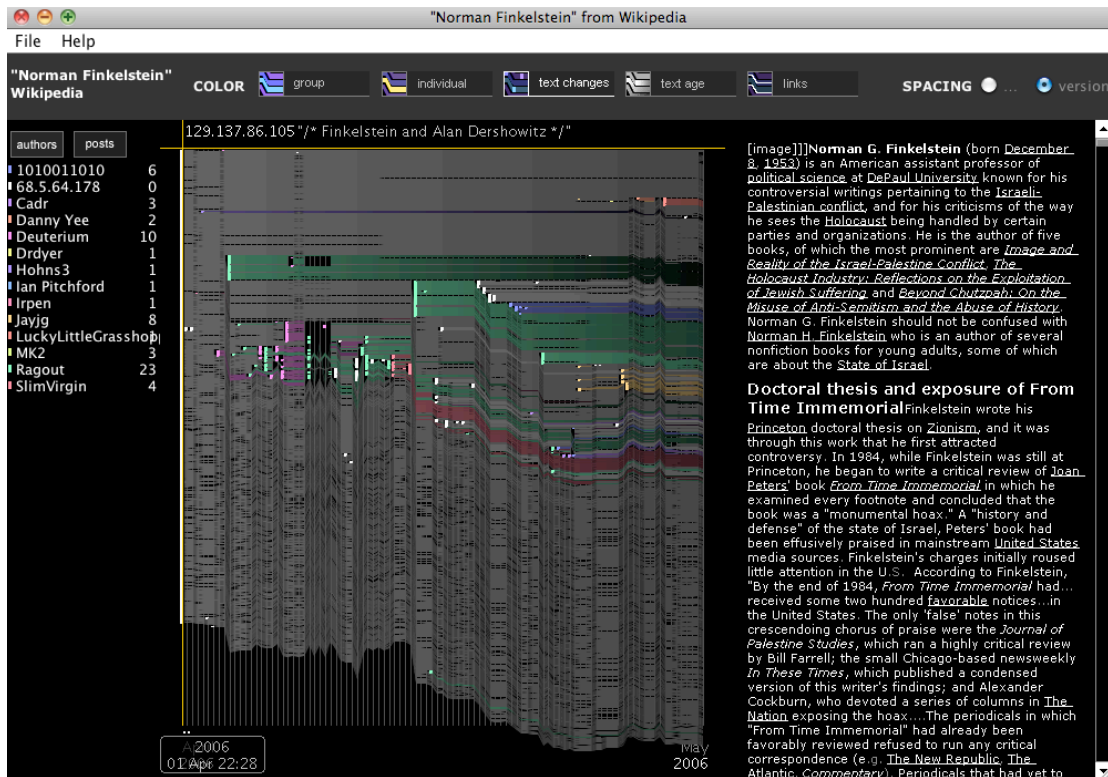 "Norman Finkelstein" from Wikipedia
File Help
"Norman Finkelstein"
Wikipedia
COLOR group individual text changes text age links SPACING ... version
authors posts
1010011010 6
68.5.64.178 0
Cadr 3
Danny Yee 2
Deuterium 10
Drdyer 1
Hohns3 1
Ian Pitchford 1
Irpen 1
Jayjg 8
LuckyLittleGrasshop
MK2 3
Ragout 23
SlimVirgin 4
129.137.86.105"/* Finkelstein and Alan Dershowitz */"
2006
01 Apr 22:28
May
2006
[image]]]Norman G. Finkelstein (born December
8, 1953) is an American assistant professor of
political science at DePaul University known for his
controversial writings pertaining to the Israeli-
Palestinian conflict, and for his criticisms of the way
he sees the Holocaust being handled by certain
parties and organizations. He is the author of five
books, of which the most prominent are Image and
Reality of the Israel-Palestine Conflict, The
Holocaust Industry: Reflections on the Exploitation
of Jewish Suffering and Beyond Chutzpah: On the
Misuse of Anti-Semitism and the Abuse of History.
Norman G. Finkelstein should not be confused with
Norman H. Finkelstein who is an author of several
nonfiction books for young adults, some of which
are about the State of Israel.
Doctoral thesis and exposure of From
Time ImmemorialFinkelstein wrote his
Princeton doctoral thesis on Zionism, and it was
through this work that he first attracted
controversy. In 1984, while Finkelstein was still at
Princeton, he began to write a critical review of Joan
Peters' book From Time Immemorial in which he
examined every footnote and concluded that the
book was a "monumental hoax." A "history and
defense" of the state of Israel, Peters' book had
been effusively praised in mainstream United States
media sources. Finkelstein's charges initially roused
little attention in the U.S. According to Finkelstein,
"By the end of 1984, From Time Immemorial had...
received some two hundred favorable notices...in
the United States. The only 'false' notes in this
crescendoing chorus of praise were the Journal of
Palestine Studies, which ran a highly critical review
by Bill Farrell; the small Chicago-based newsweekly
In These Times, which published a condensed
version of this writer's findings; and Alexander
Cockburn, who devoted a series of columns in The
Nation exposing the hoax....The periodicals in which
"From Time Immemorial" had already been
favorably reviewed refused to run any critical
correspondence (e.g. The New Republic, The
Atlantic, Commentary). Periodicals that had yet to